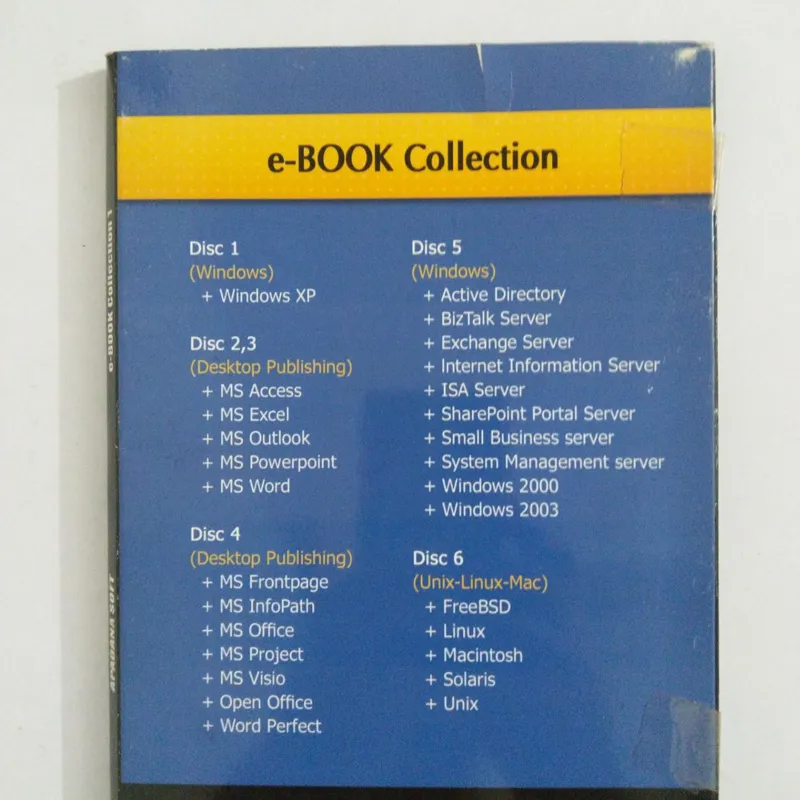 e-BOOK Collection
Disc 1
(Windows)
+ Windows XP
Disc 2,3
(Desktop Publishing)
+ MS Access
+ MS Excel
+ MS Outlook
+ MS Powerpoint
+ MS Word
Disc 4
(Desktop Publishing)
+ MS Frontpage
+ MS InfoPath
+ MS Office
+ MS Project
+ MS Visio
+ Open Office
+ Word Perfect
Disc 5
(Windows)
+ Active Directory
+ BizTalk Server
+ Exchange Server
+ Internet Information Server
+ ISA Server
+ SharePoint Portal Server
+ Small Business server
+ System Management server
+ Windows 2000
+ Windows 2003
Disc 6
(Unix-Linux-Mac)
+ FreeBSD
+ Linux
+ Macintosh
+ Solaris
+ Unix
e-BOOK Collection 1
APADANA SOFT